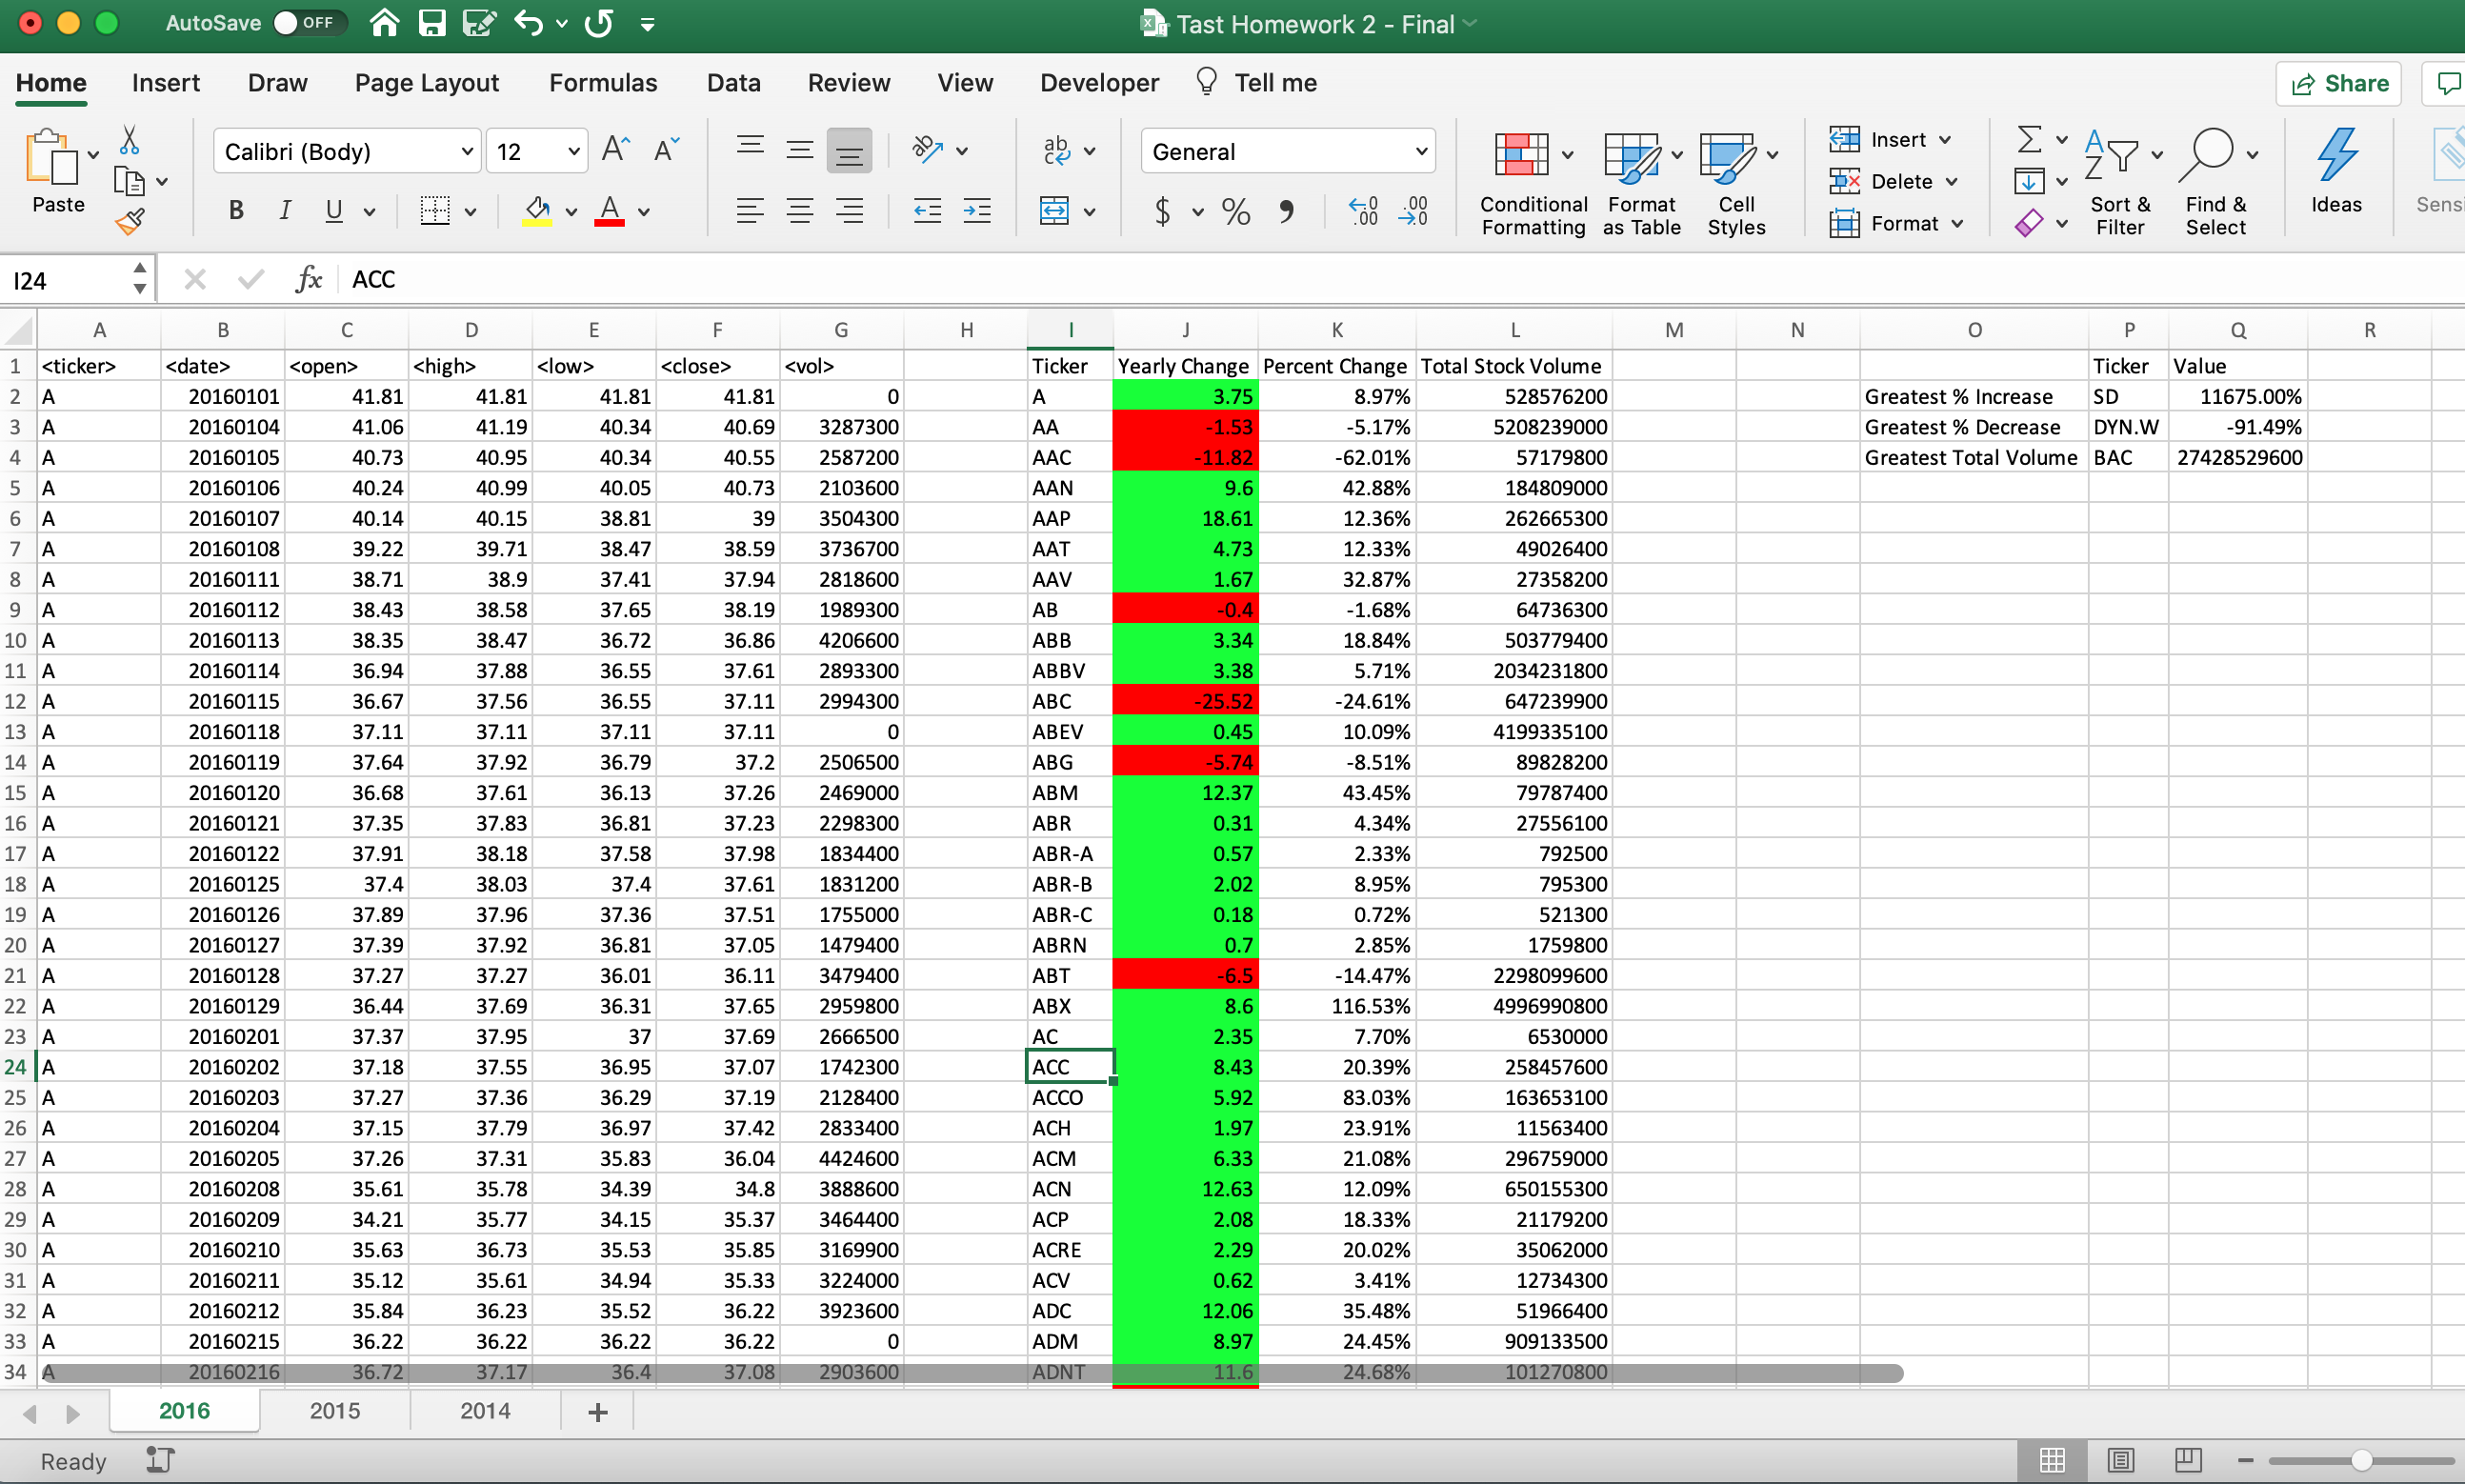 AutoSave OFF Tast Homework 2 - Final
Home Insert Draw Page Layout Formulas Data Review View Developer Tell me Share
Paste Calibri (Body) 12 General Conditional Formatting Format as Table Cell Styles Insert Delete Format Sort & Filter Find & Select Ideas
I24 fx ACC
A B C D E F G H I J K L M N O P Q R
1 <ticker> <date> <open> <high> <low> <close> <vol> Ticker Yearly Change Percent Change Total Stock Volume Ticker Value
2 A 20160101 41.81 41.81 41.81 41.81 0 A 3.75 8.97% 528576200 Greatest % Increase SD 11675.00%
3 A 20160104 41.06 41.19 40.34 40.69 3287300 AA -1.53 -5.17% 5208239000 Greatest % Decrease DYN.W -91.49%
4 A 20160105 40.73 40.95 40.34 40.55 2587200 AAC -11.82 -62.01% 57179800 Greatest Total Volume BAC 27428529600
5 A 20160106 40.24 40.99 40.05 40.73 2103600 AAN 9.6 42.88% 184809000
6 A 20160107 40.14 40.15 38.81 39 3504300 AAP 18.61 12.36% 262665300
7 A 20160108 39.22 39.71 38.47 38.59 3736700 AAT 4.73 12.33% 49026400
8 A 20160111 38.71 38.9 37.41 37.94 2818600 AAV 1.67 32.87% 27358200
9 A 20160112 38.43 38.58 37.65 38.19 1989300 AB -0.4 -1.68% 64736300
10 A 20160113 38.35 38.47 36.72 36.86 4206600 ABB 3.34 18.84% 503779400
11 A 20160114 36.94 37.88 36.55 37.61 2893300 ABBV 3.38 5.71% 2034231800
12 A 20160115 36.67 37.56 36.55 37.11 2994300 ABC -25.52 -24.61% 647239900
13 A 20160118 37.11 37.11 37.11 37.11 0 ABEV 0.45 10.09% 4199335100
14 A 20160119 37.64 37.92 36.79 37.2 2506500 ABG -5.74 -8.51% 89828200
15 A 20160120 36.68 37.61 36.13 37.26 2469000 ABM 12.37 43.45% 79787400
16 A 20160121 37.35 37.83 36.81 37.23 2298300 ABR 0.31 4.34% 27556100
17 A 20160122 37.91 38.18 37.58 37.98 1834400 ABR-A 0.57 2.33% 792500
18 A 20160125 37.4 38.03 37.4 37.61 1831200 ABR-B 2.02 8.95% 795300
19 A 20160126 37.89 37.96 37.36 37.51 1755000 ABR-C 0.18 0.72% 521300
20 A 20160127 37.39 37.92 36.81 37.05 1479400 ABRN 0.7 2.85% 1759800
21 A 20160128 37.27 37.27 36.01 36.11 3479400 ABT -6.5 -14.47% 2298099600
22 A 20160129 36.44 37.69 36.31 37.65 2959800 ABX 8.6 116.53% 4996990800
23 A 20160201 37.37 37.95 37 37.69 2666500 AC 2.35 7.70% 6530000
24 A 20160202 37.18 37.55 36.95 37.07 1742300 ACC 8.43 20.39% 258457600
25 A 20160203 37.27 37.36 36.29 37.19 2128400 ACCO 5.92 83.03% 163653100
26 A 20160204 37.15 37.79 36.97 37.42 2833400 ACH 1.97 23.91% 11563400
27 A 20160205 37.26 37.31 35.83 36.04 4424600 ACM 6.33 21.08% 296759000
28 A 20160208 35.61 35.78 34.39 34.8 3888600 ACN 12.63 12.09% 650155300
29 A 20160209 34.21 35.77 34.15 35.37 3464400 ACP 2.08 18.33% 21179200
30 A 20160210 35.63 36.73 35.53 35.85 3169900 ACRE 2.29 20.02% 35062000
31 A 20160211 35.12 35.61 34.94 35.33 3224000 ACV 0.62 3.41% 12734300
32 A 20160212 35.84 36.23 35.52 36.22 3923600 ADC 12.06 35.48% 51966400
33 A 20160215 36.22 36.22 36.22 36.22 0 ADM 8.97 24.45% 909133500
34 A 20160216 36.72 37.17 36.4 37.08 2903600 ADNT 11.6 24.68% 101270800
2016 2015 2014
Ready